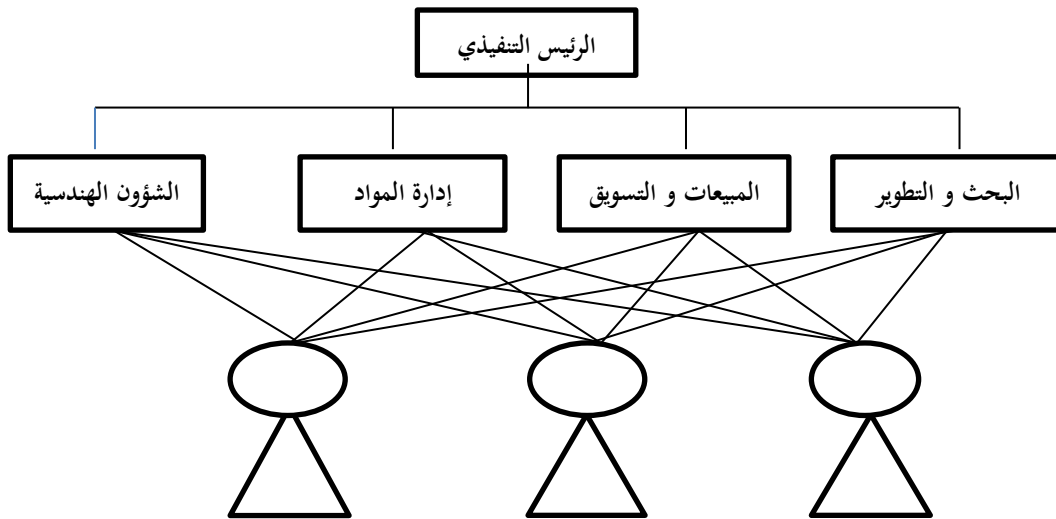 الرئيس التنفيذي
البحث و التطوير
المبيعات و التسويق
إدارة المواد
الشؤون الهندسية